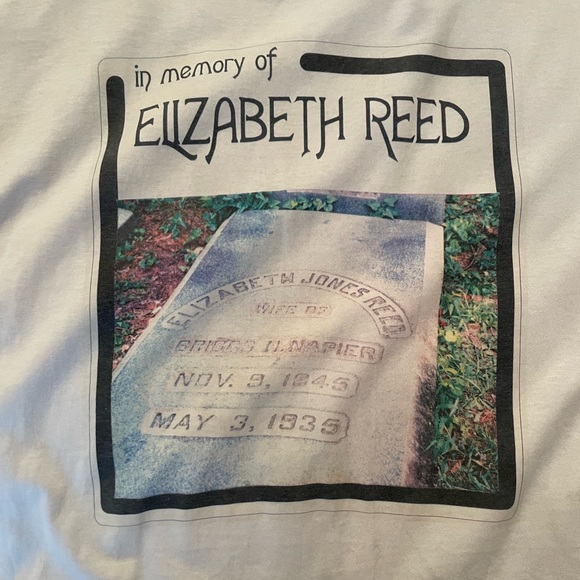 in memory of
ELIZABETH REED
ELIZABETH JONES REED
WIFE OF
BRIGGS H. NAPIER
NOV. 9, 1845
MAY 3, 1935